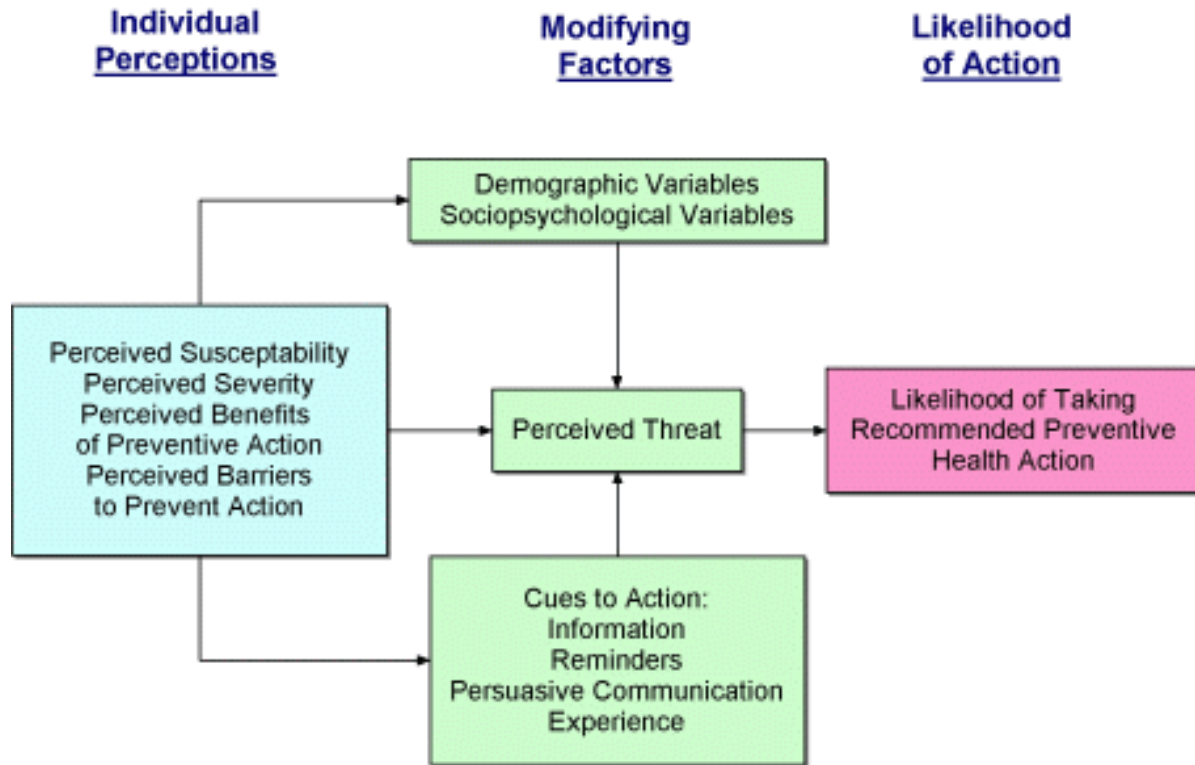 Individual
Perceptions
Modifying
Factors
Likelihood
of Action
Demographic Variables
Sociopsychological Variables
Perceived Susceptability
Perceived Severity
Perceived Benefits
of Preventive Action
Perceived Barriers
to Prevent Action
Perceived Threat
Likelihood of Taking
Recommended Preventive
Health Action
Cues to Action:
Information
Reminders
Persuasive Communication
Experience